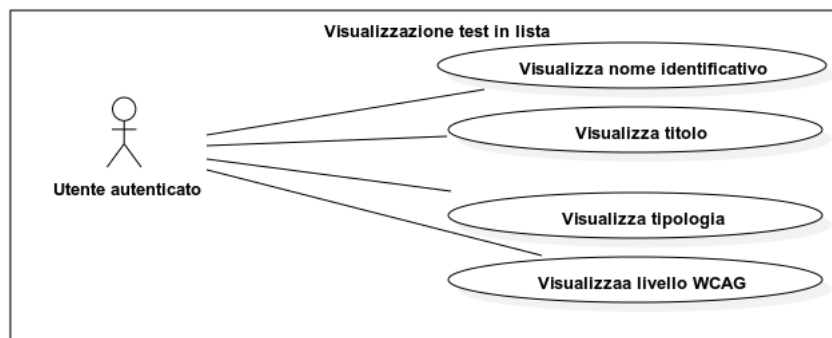 Visualizzazione test in lista
Visualizza nome identificativo
Visualizza titolo
Utente autenticato
Visualizza tipologia
Visualizzaa livello WCAG